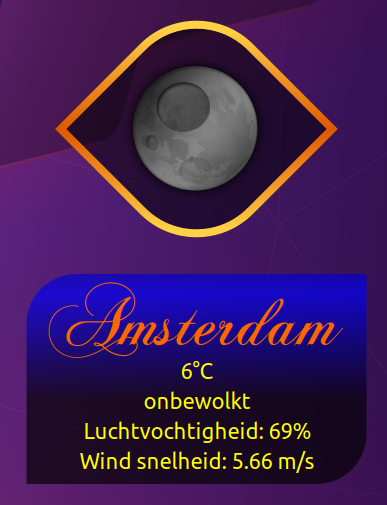 Amsterdam
6°C
onbewolkt
Luchtvochtigheid: 69%
Wind snelheid: 5.66 m/s